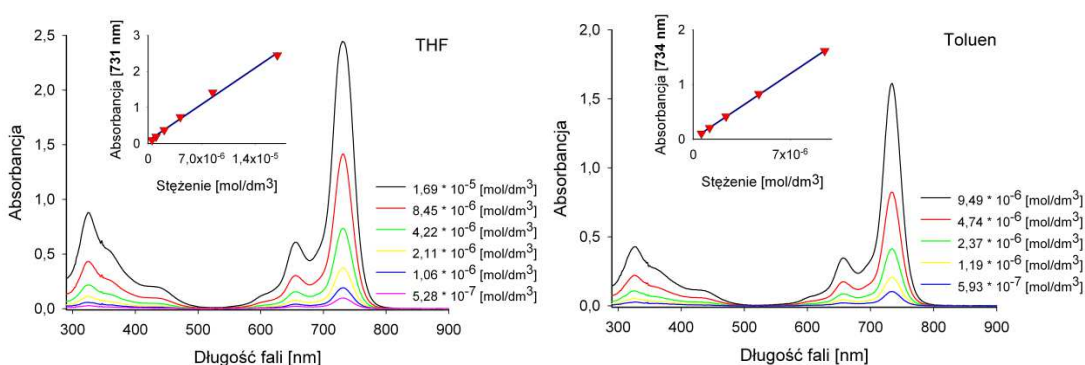 THF
Absorbancja
2,5
2,0
1,5
1,0
0,5
0,0
300 400 500 600 700 800 900
Długość fali [nm]
Absorbancja [731 nm]
3
2
1
0
0 7,0x10-6 1,4x10-5
Stężenie [mol/dm3]
1,69 * 10-5 [mol/dm3]
8,45 * 10-6 [mol/dm3]
4,22 * 10-6 [mol/dm3]
2,11 * 10-6 [mol/dm3]
1,06 * 10-6 [mol/dm3]
5,28 * 10-7 [mol/dm3]
Toluen
Absorbancja
2,0
1,5
1,0
0,5
0,0
300 400 500 600 700 800 900
Długość fali [nm]
Absorbancja [734 nm]
2
1
0
0 7x10-6
Stężenie [mol/dm3]
9,49 * 10-6 [mol/dm3]
4,74 * 10-6 [mol/dm3]
2,37 * 10-6 [mol/dm3]
1,19 * 10-6 [mol/dm3]
5,93 * 10-7 [mol/dm3]